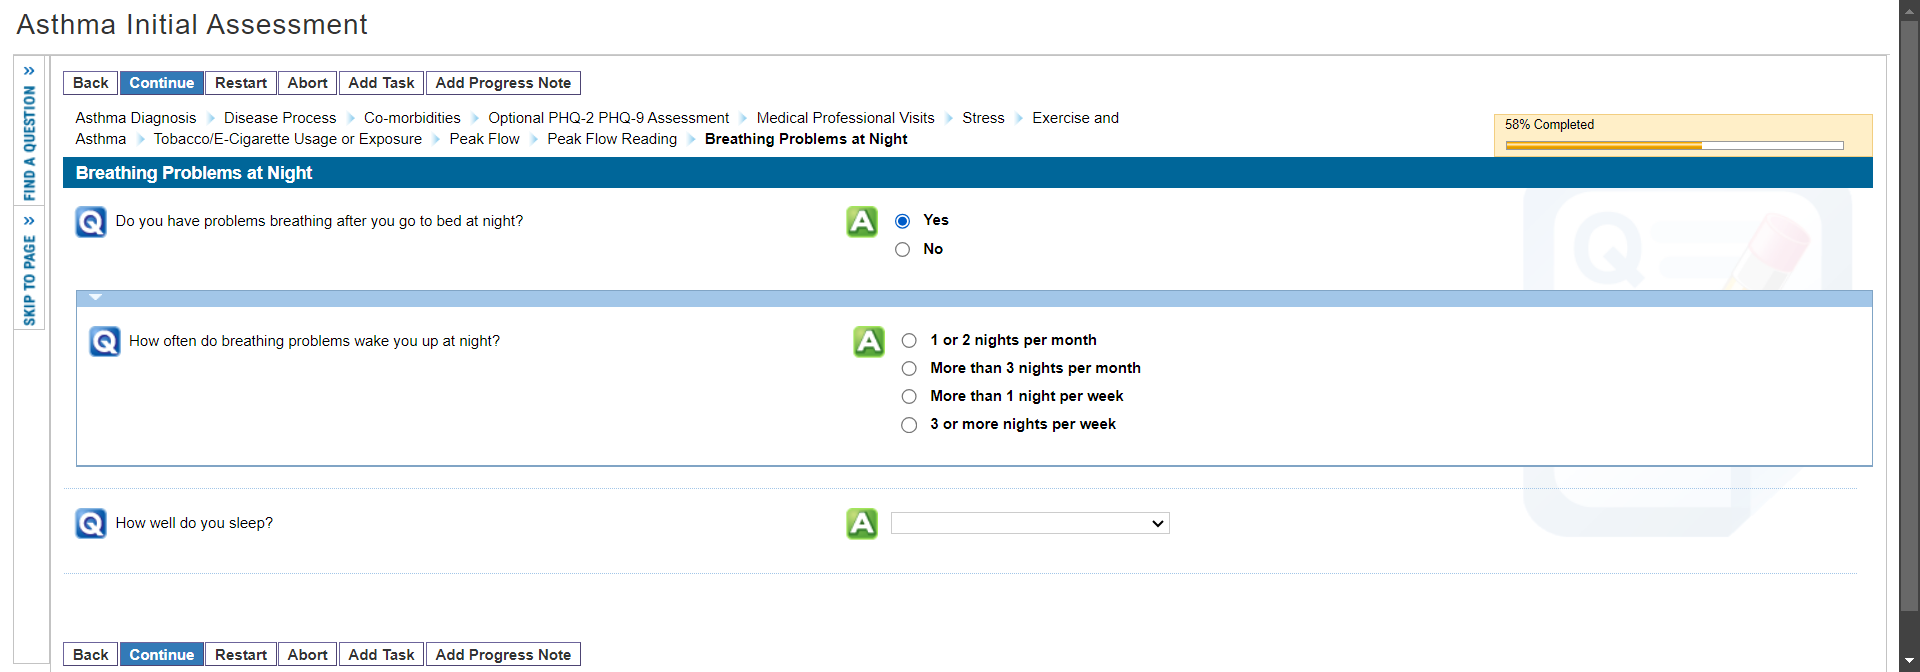 Asthma Initial Assessment
FIND A QUESTION
SKIP TO PAGE
Back Continue Restart Abort Add Task Add Progress Note
Asthma Diagnosis Disease Process Co-morbidities Optional PHQ-2 PHQ-9 Assessment Medical Professional Visits Stress Exercise and
Asthma Tobacco/E-Cigarette Usage or Exposure Peak Flow Peak Flow Reading Breathing Problems at Night
58% Completed
Breathing Problems at Night
Q Do you have problems breathing after you go to bed at night? A Yes
No
Q How often do breathing problems wake you up at night? A 1 or 2 nights per month
More than 3 nights per month
More than 1 night per week
3 or more nights per week
Q How well do you sleep? A
Back Continue Restart Abort Add Task Add Progress Note